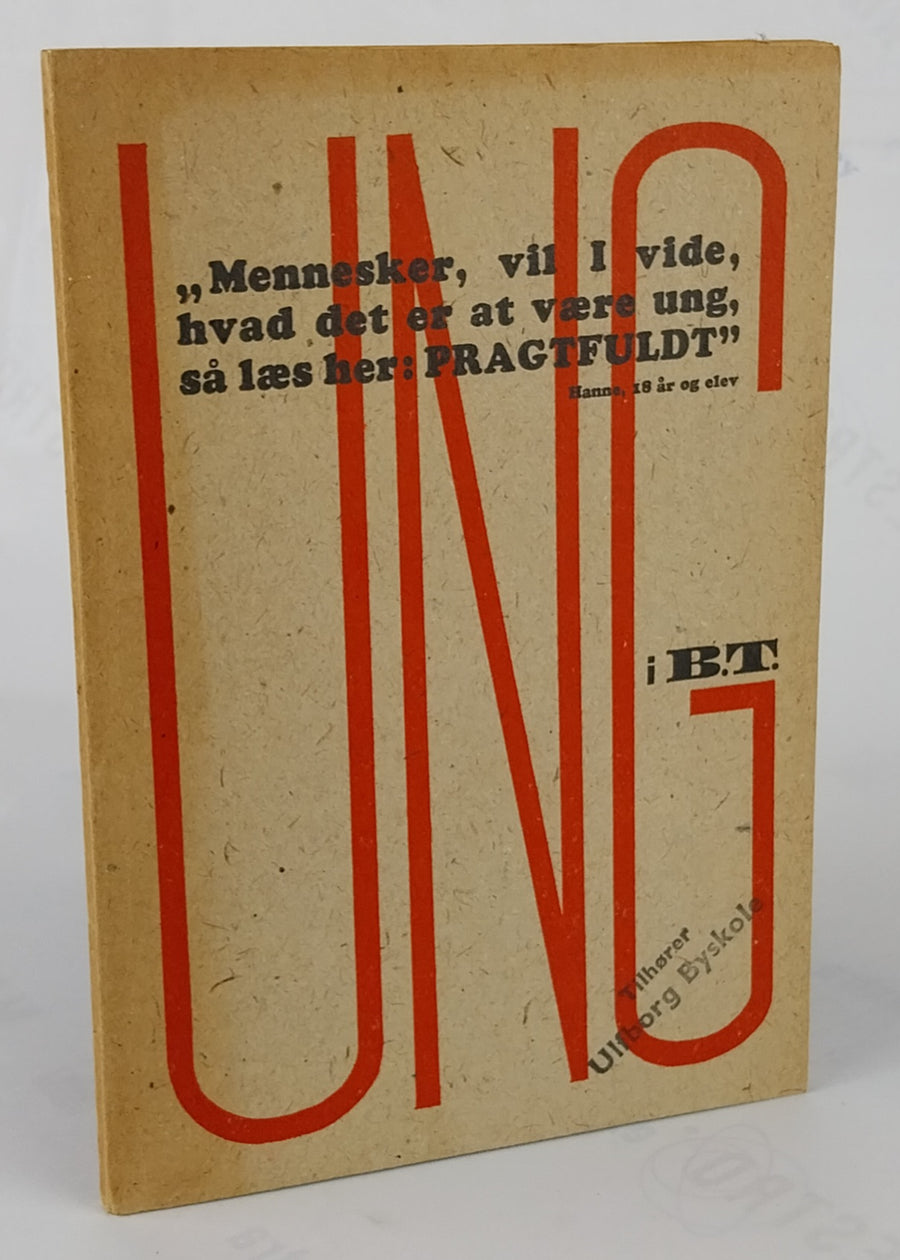 UNG
„Mennesker, vil I vide,
hvad det er at være ung,
så læs her: PRAGTFULDT”
Hanne, 18 år og elev
i B.T.
Tilhører
Ulfborg Byskole